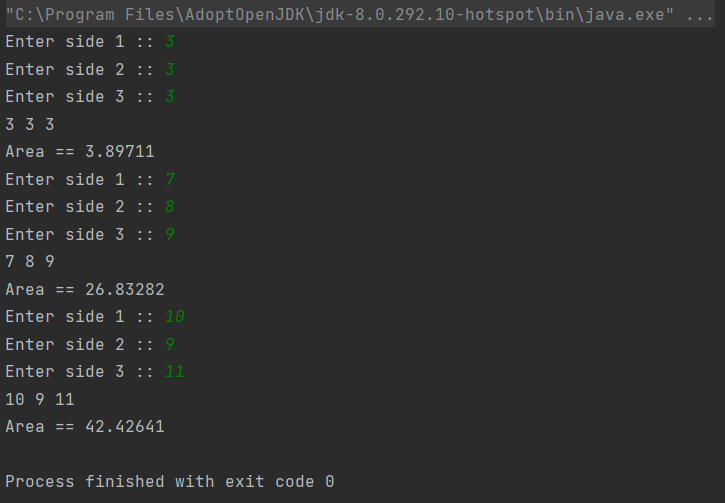 "C:\Program Files\AdoptOpenJDK\jdk-8.0.292.10-hotspot\bin\java.exe" ...
Enter side 1 :: 3
Enter side 2 :: 3
Enter side 3 :: 3
3 3 3
Area == 3.89711
Enter side 1 :: 7
Enter side 2 :: 8
Enter side 3 :: 9
7 8 9
Area == 26.83282
Enter side 1 :: 10
Enter side 2 :: 9
Enter side 3 :: 11
10 9 11
Area == 42.42641
Process finished with exit code 0